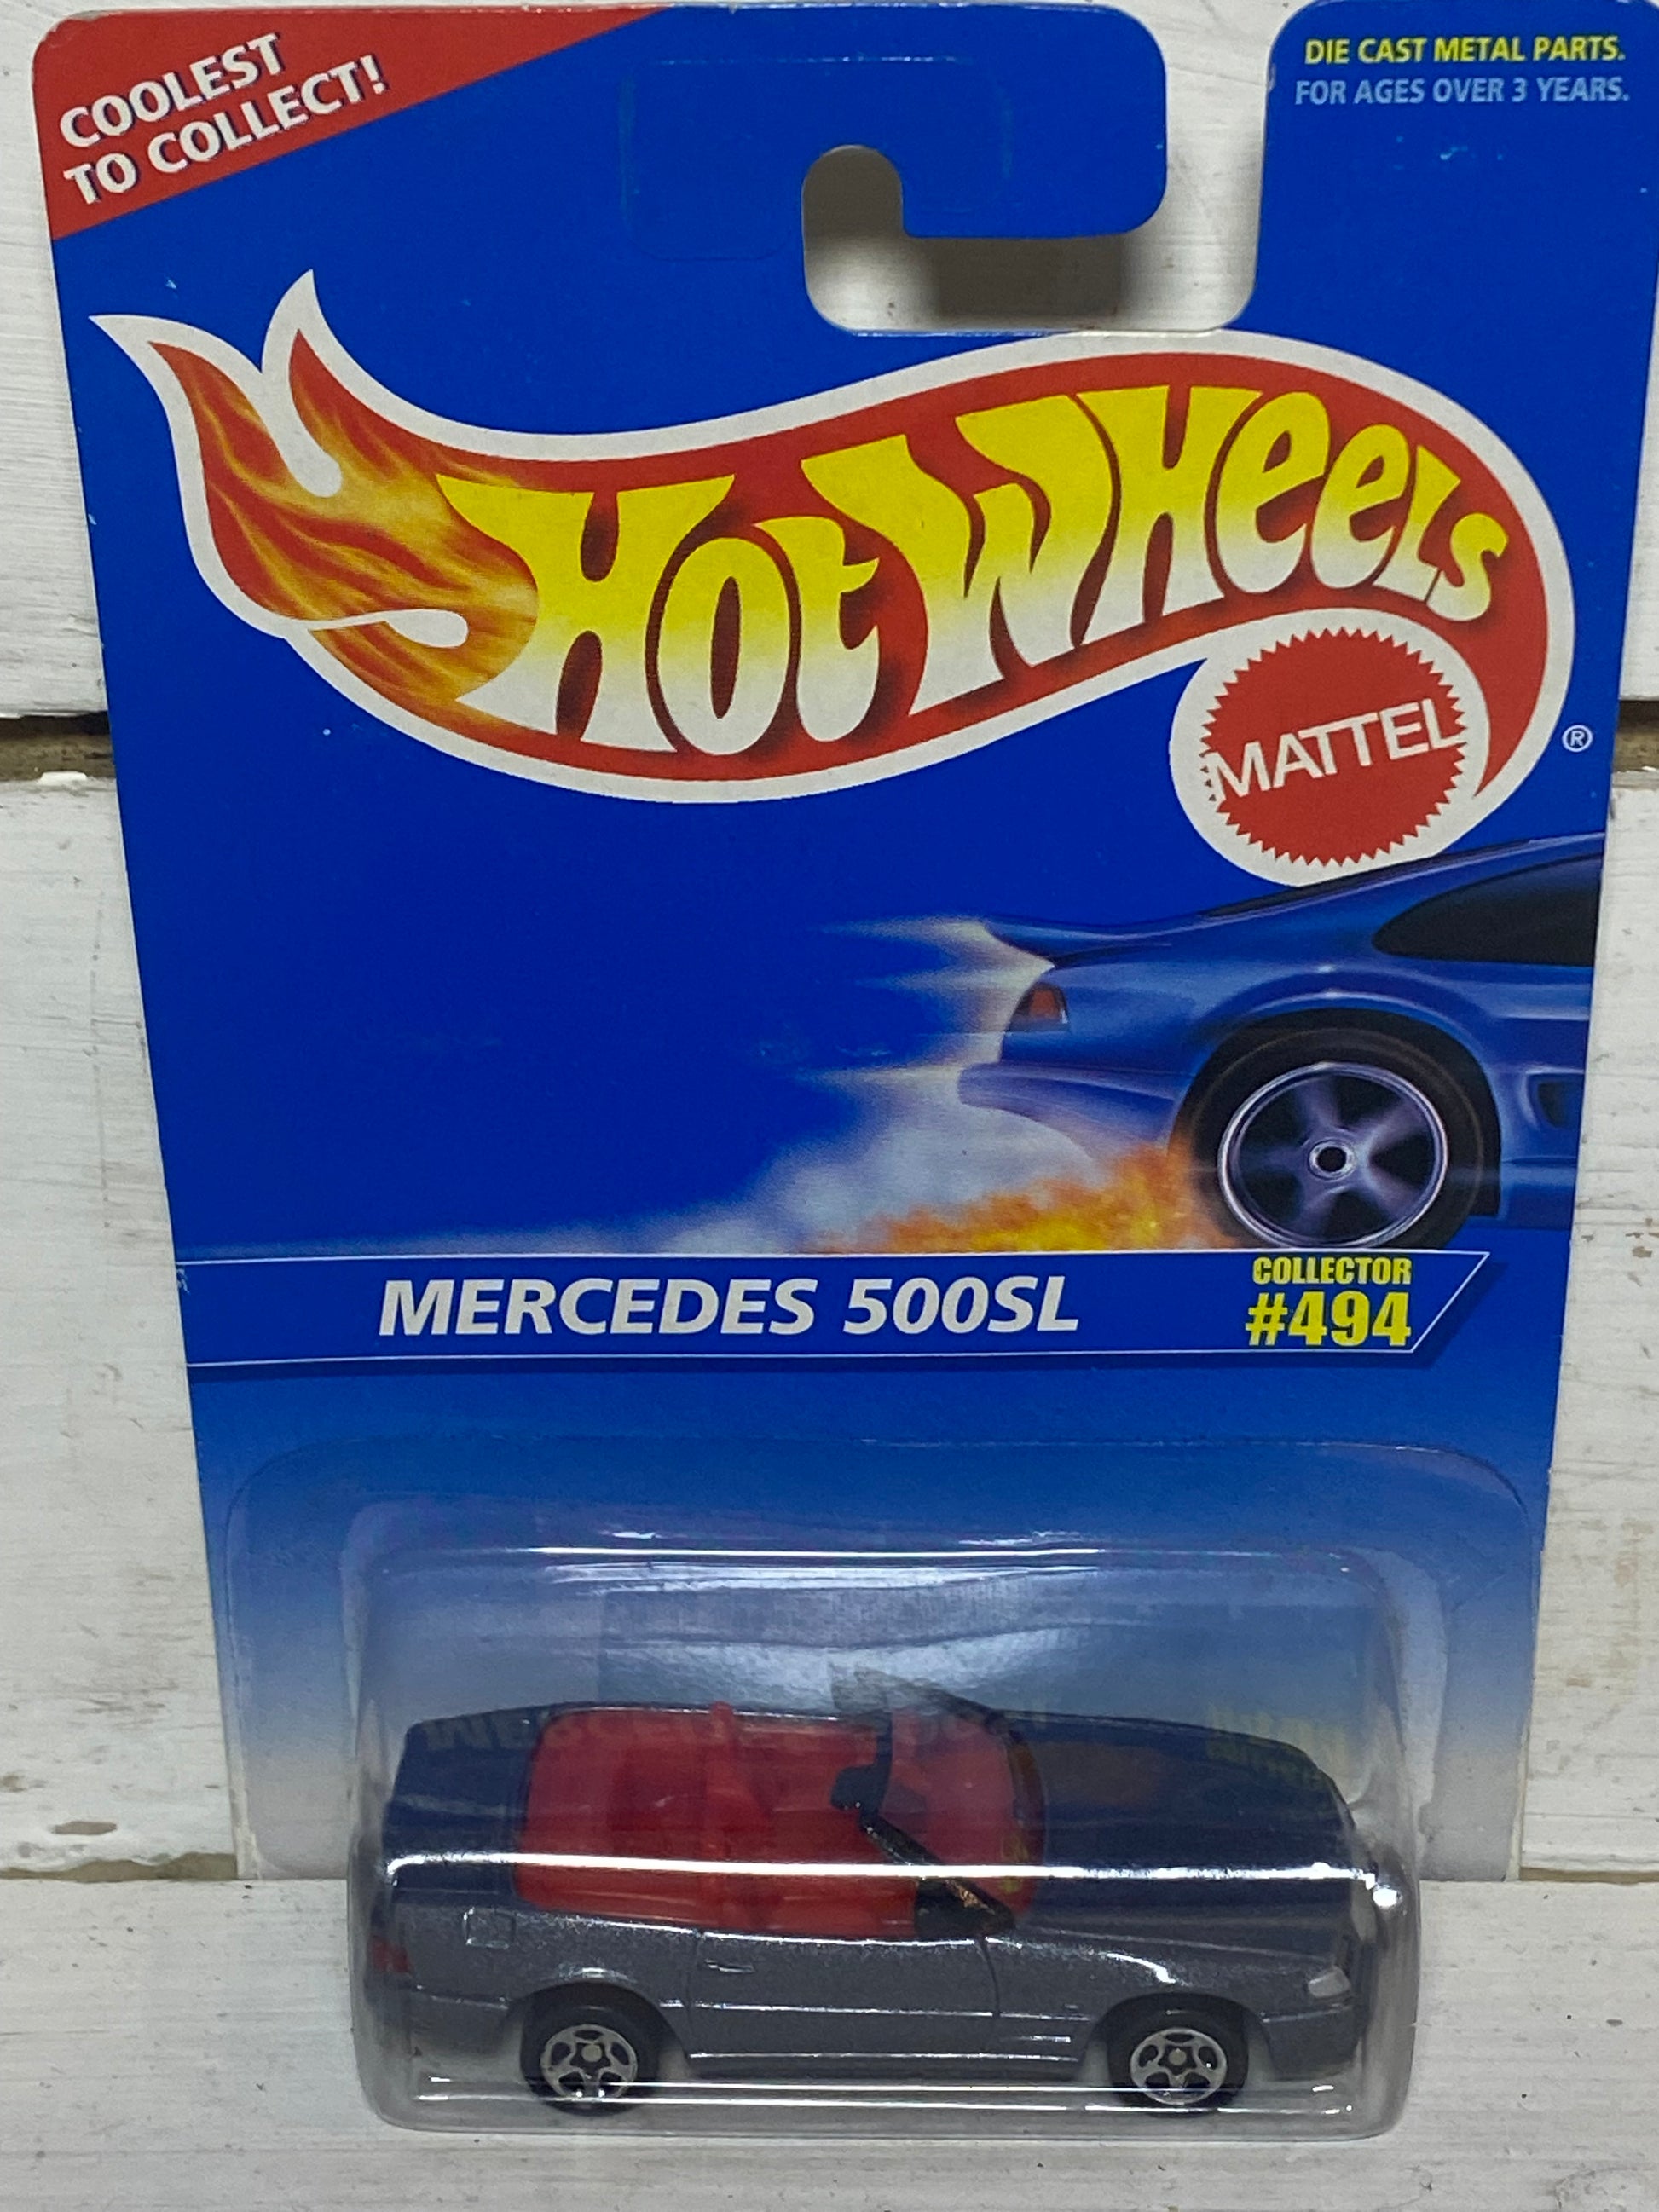 COOLEST
TO COLLECT!
DIE CAST METAL PARTS.
FOR AGES OVER 3 YEARS.
Hot Wheels
MATTEL
®
MERCEDES 500SL
COLLECTOR
#494